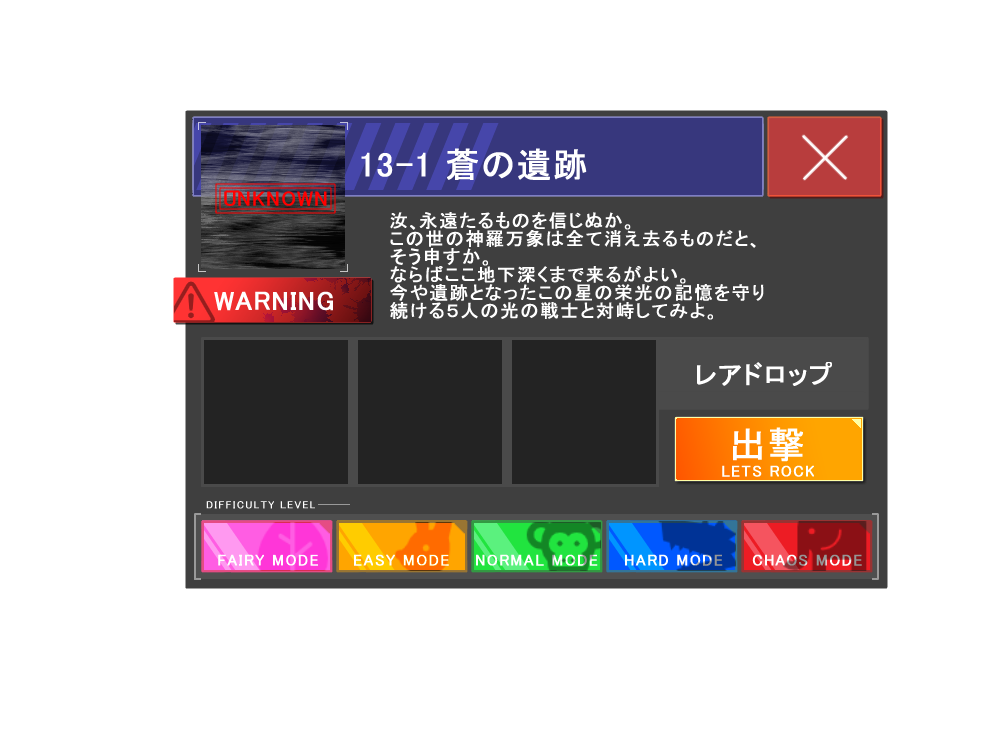 13-1 蒼の遺跡
UNKNOWN
WARNING
汝、永遠たるものを信じぬか。
この世の神羅万象は全て消え去るものだと、
そう申すか。
ならばここ地下深くまで来るがよい。
今や遺跡となったこの星の栄光の記憶を守り
続ける5人の光の戦士と対峙してみよ。
レアドロップ
出撃
LETS ROCK
DIFFICULTY LEVEL
FAIRY MODE
EASY MODE
NORMAL MODE
HARD MODE
CHAOS MODE